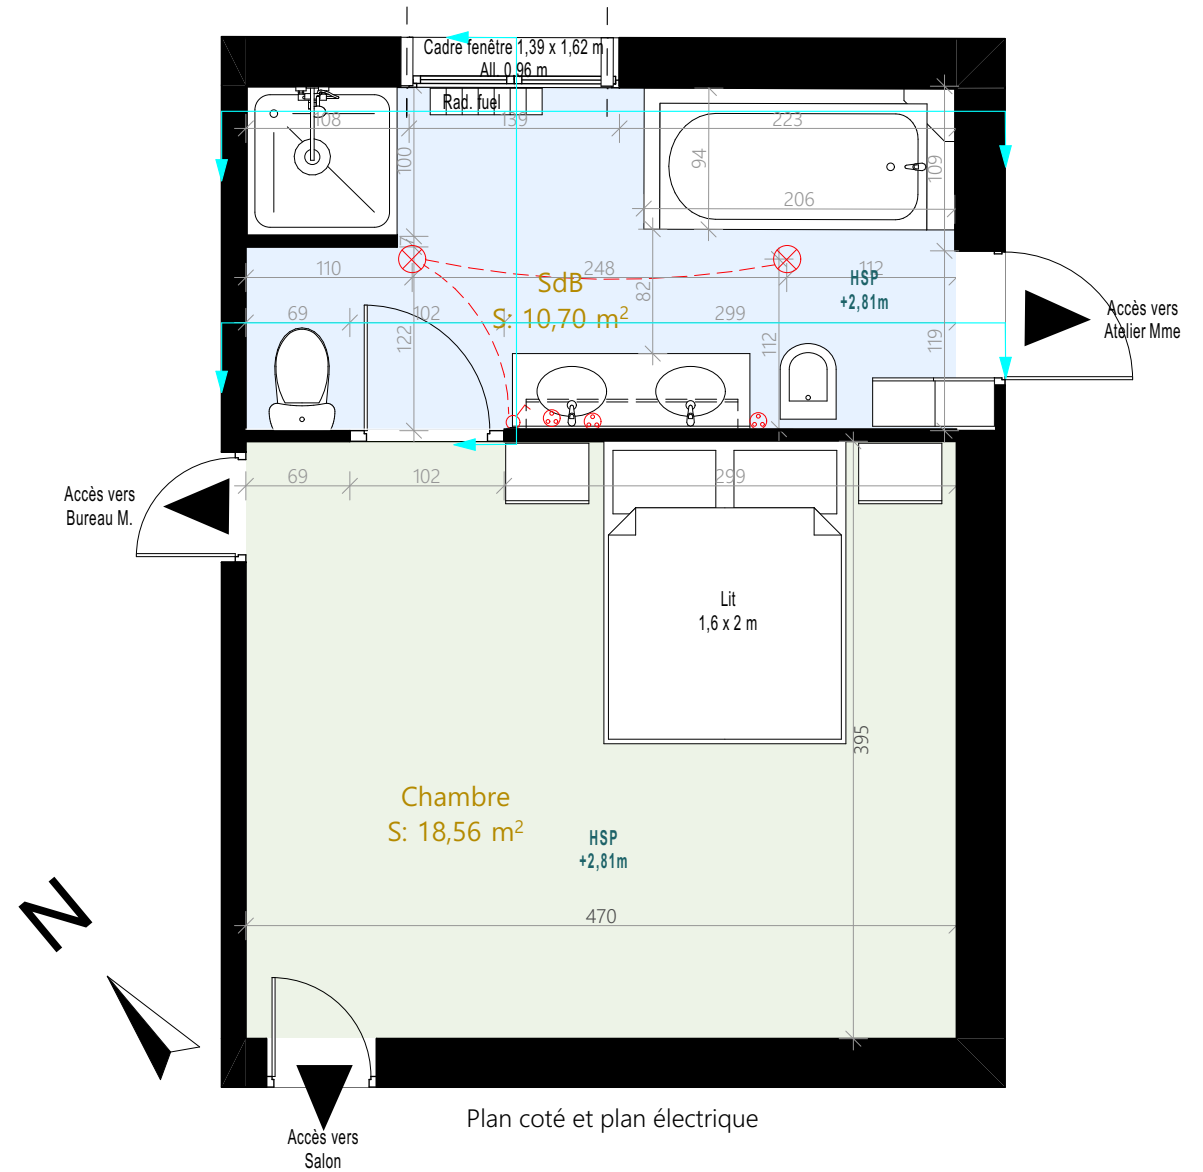 Cadre fenêtre 1,39 x 1,62 m
All. 0,96 m
Rad. fuel
108
139
223
100
94
109
206
7
110
248
112
SdB
S: 10,70 m²
HSP
+2,81m
82
69
102
299
122
112
119
Accès vers
Atelier Mme
69
102
299
Accès vers
Bureau M.
Lit
1,6 x 2 m
395
Chambre
S: 18,56 m²
HSP
+2,81m
470
N
Plan coté et plan électrique
Accès vers
Salon